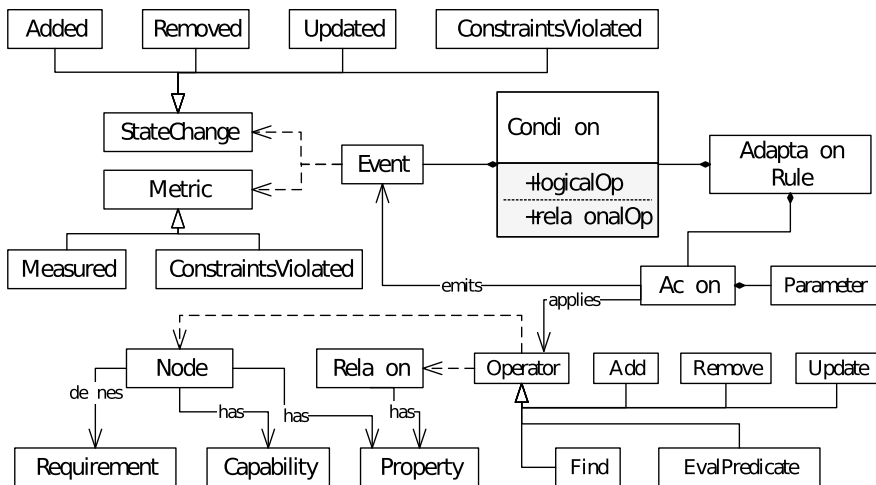 Added
Removed
Updated
ConstraintsViolated
StateChange
Condi on
Event
Adapta on
Rule
Metric
+logicalOp
+rela onalOp
Measured
ConstraintsViolated
emits
Ac on
Parameter
applies
Node
Rela on
Operator
Add
Remove
Update
de nes
has
has
has
Requirement
Capability
Property
Find
EvalPredicate